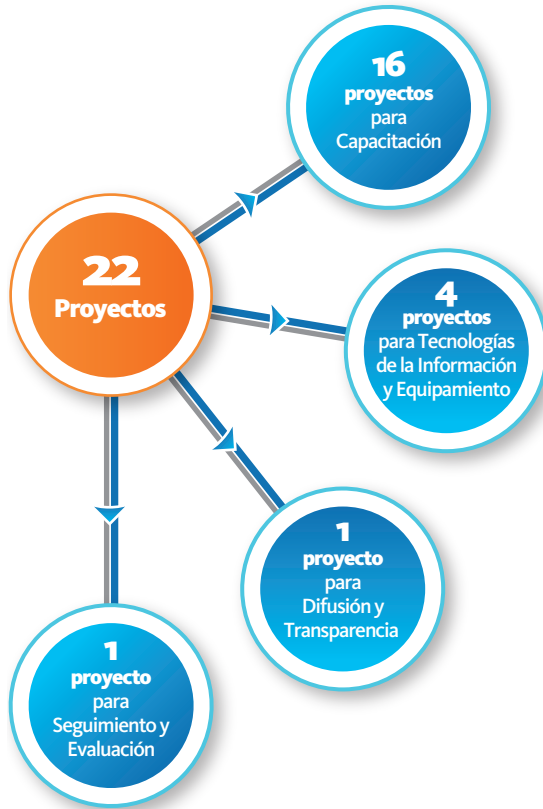 16
proyectos
para
Capacitación
22
Proyectos
4
proyectos
para Tecnologías
de la Información
y Equipamiento
1
proyecto
para
Difusión y
Transparencia
1
proyecto
para
Seguimiento y
Evaluación